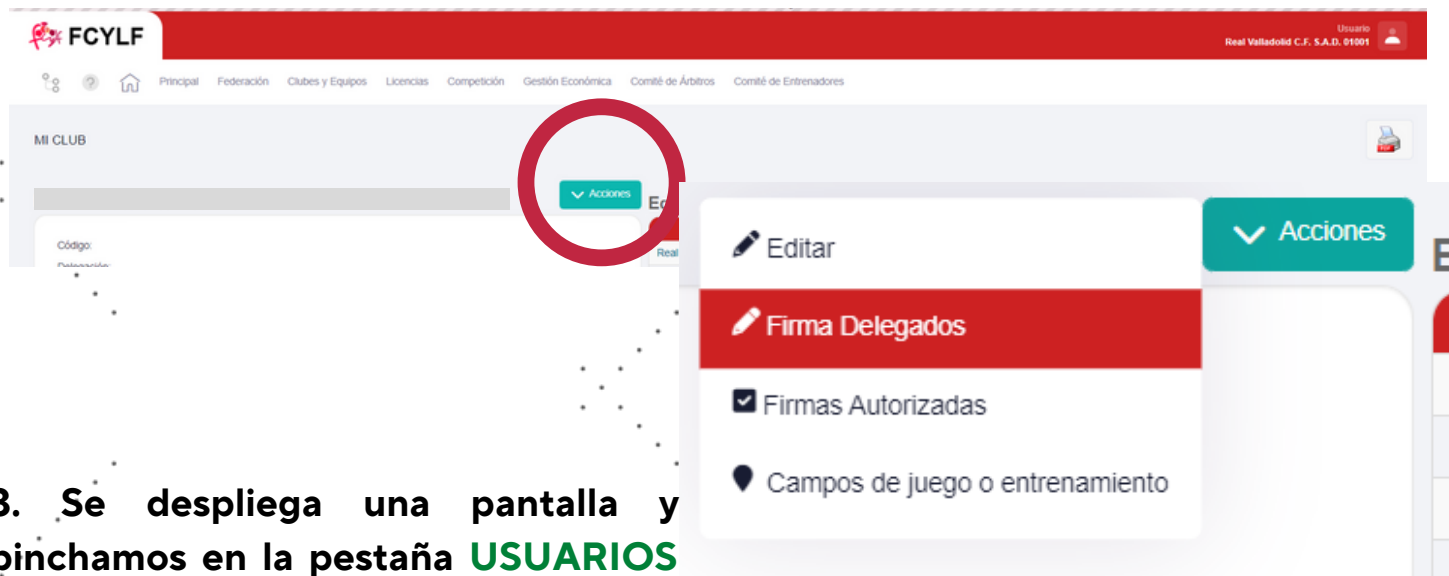 FCYLF
Usuario
Real Valladolid C.F. S.A.D. 01001
Principal Federación Clubes y Equipos Licencias Competición Gestión Económica Comité de Árbitros Comité de Entrenadores
MI CLUB
PDF
Acciones
Código:
Delegación:
Real
Acciones
Editar
Firma Delegados
Firmas Autorizadas
Campos de juego o entrenamiento
3. Se despliega una pantalla y
pinchamos en la pestaña USUARIOS